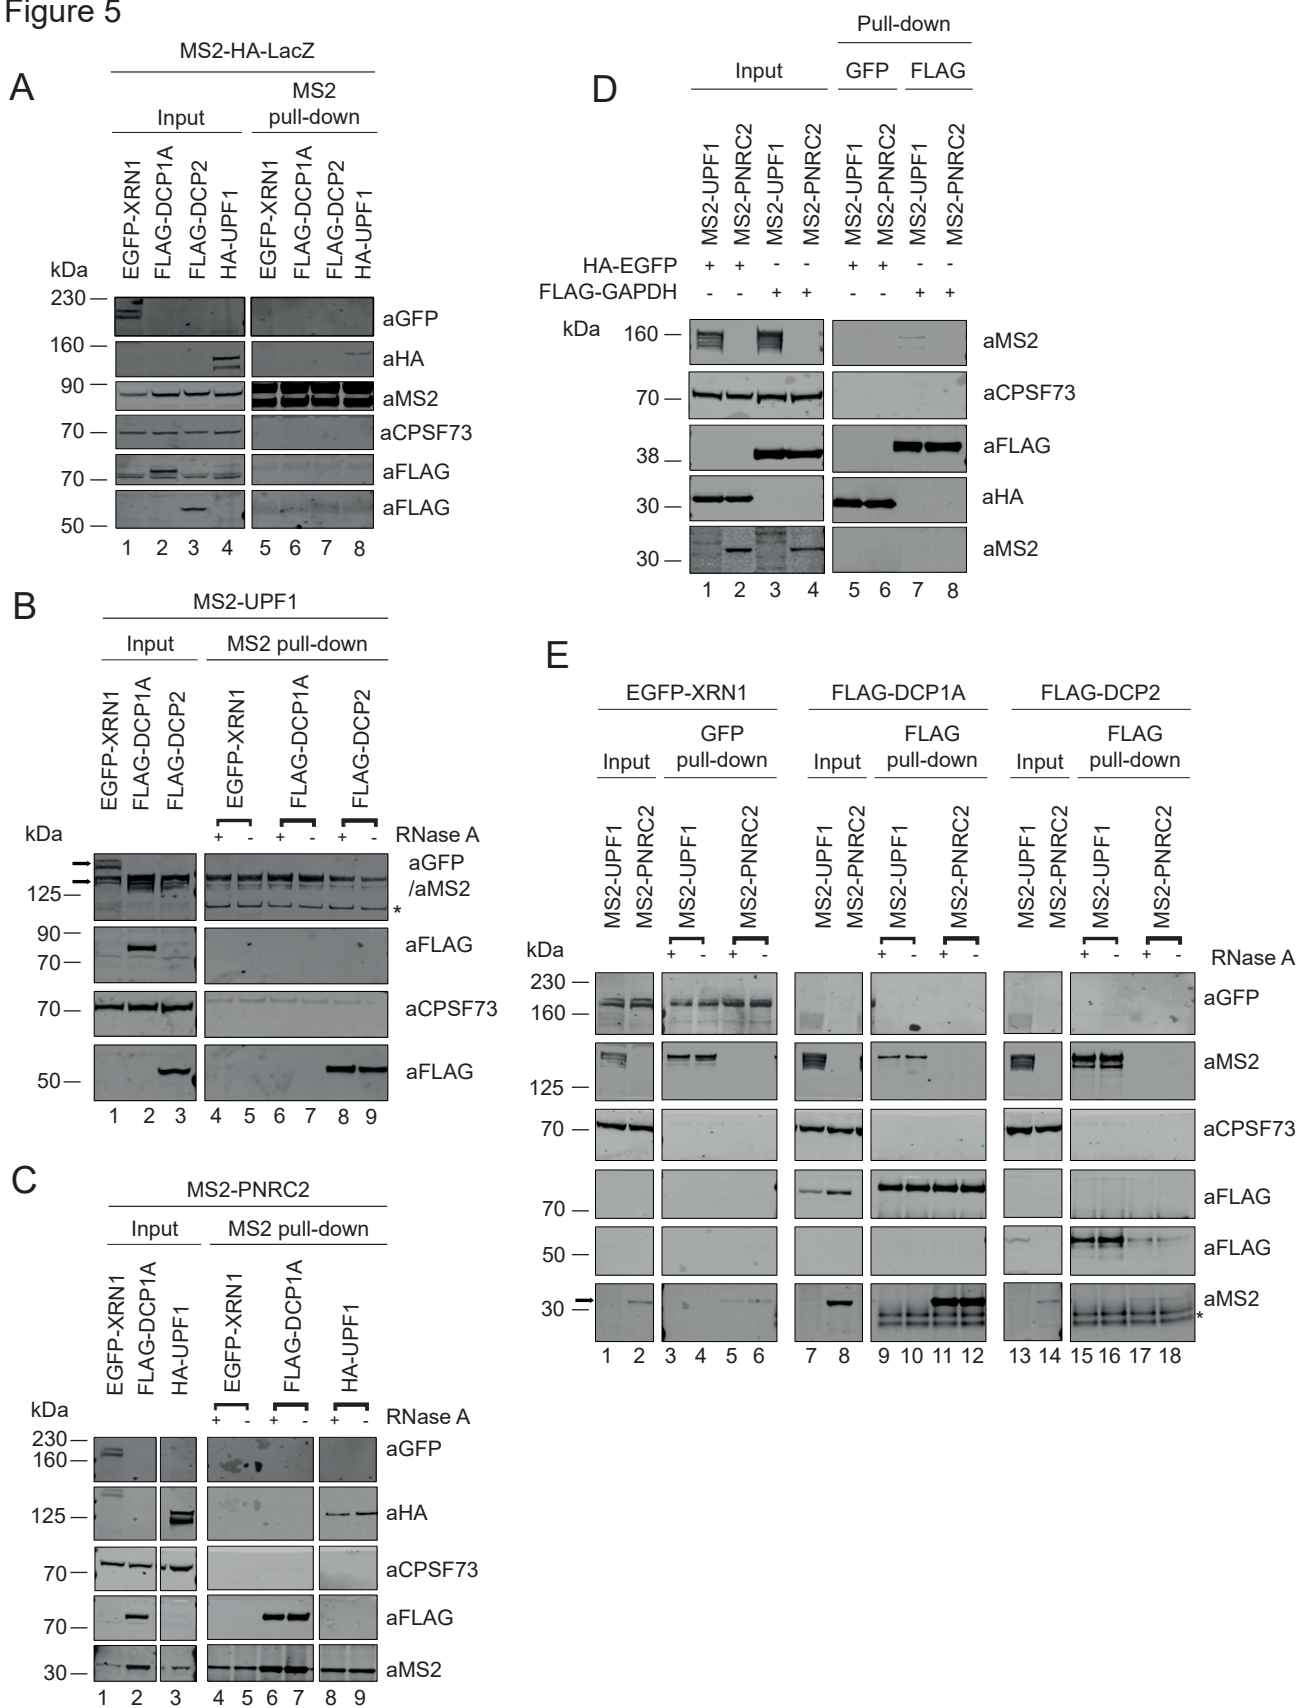 Figure 5
A
MS2-HA-LacZ
Input
MS2
pull-down
EGFP-XRN1
FLAG-DCP1A
FLAG-DCP2
HA-UPF1
EGFP-XRN1
FLAG-DCP1A
FLAG-DCP2
HA-UPF1
kDa
230
aGFP
160
aHA
90
aMS2
70
aCPSF73
70
aFLAG
50
aFLAG
1 2 3 4 5 6 7 8
B
MS2-UPF1
Input
MS2 pull-down
EGFP-XRN1
FLAG-DCP1A
FLAG-DCP2
EGFP-XRN1
FLAG-DCP1A
FLAG-DCP2
kDa
+ - + - + - RNase A
aGFP
/aMS2
125
*
90
aFLAG
70
70
aCPSF73
50
aFLAG
1 2 3 4 5 6 7 8 9
C
MS2-PNRC2
Input
MS2 pull-down
EGFP-XRN1
FLAG-DCP1A
HA-UPF1
EGFP-XRN1
FLAG-DCP1A
HA-UPF1
kDa
+ - + - + - RNase A
230
aGFP
160
125
aHA
70
aCPSF73
70
aFLAG
30
aMS2
1 2 3 4 5 6 7 8 9
D
Pull-down
Input
GFP
FLAG
MS2-UPF1
MS2-PNRC2
MS2-UPF1
MS2-PNRC2
MS2-UPF1
MS2-PNRC2
MS2-UPF1
MS2-PNRC2
HA-EGFP + + - - + + - -
FLAG-GAPDH - - + + - - + +
kDa
160
aMS2
70
aCPSF73
38
aFLAG
30
aHA
30
aMS2
1 2 3 4 5 6 7 8
E
EGFP-XRN1
FLAG-DCP1A
FLAG-DCP2
Input
GFP
pull-down
Input
FLAG
pull-down
Input
FLAG
pull-down
MS2-UPF1
MS2-PNRC2
MS2-UPF1
MS2-PNRC2
MS2-UPF1
MS2-PNRC2
MS2-UPF1
MS2-PNRC2
MS2-UPF1
MS2-PNRC2
MS2-UPF1
MS2-PNRC2
kDa
+ - + - + - + - + - + - RNase A
230
aGFP
160
aMS2
125
70
aCPSF73
70
aFLAG
50
aFLAG
30
aMS2
*
1 2 3 4 5 6 7 8 9 10 11 12 13 14 15 16 17 18